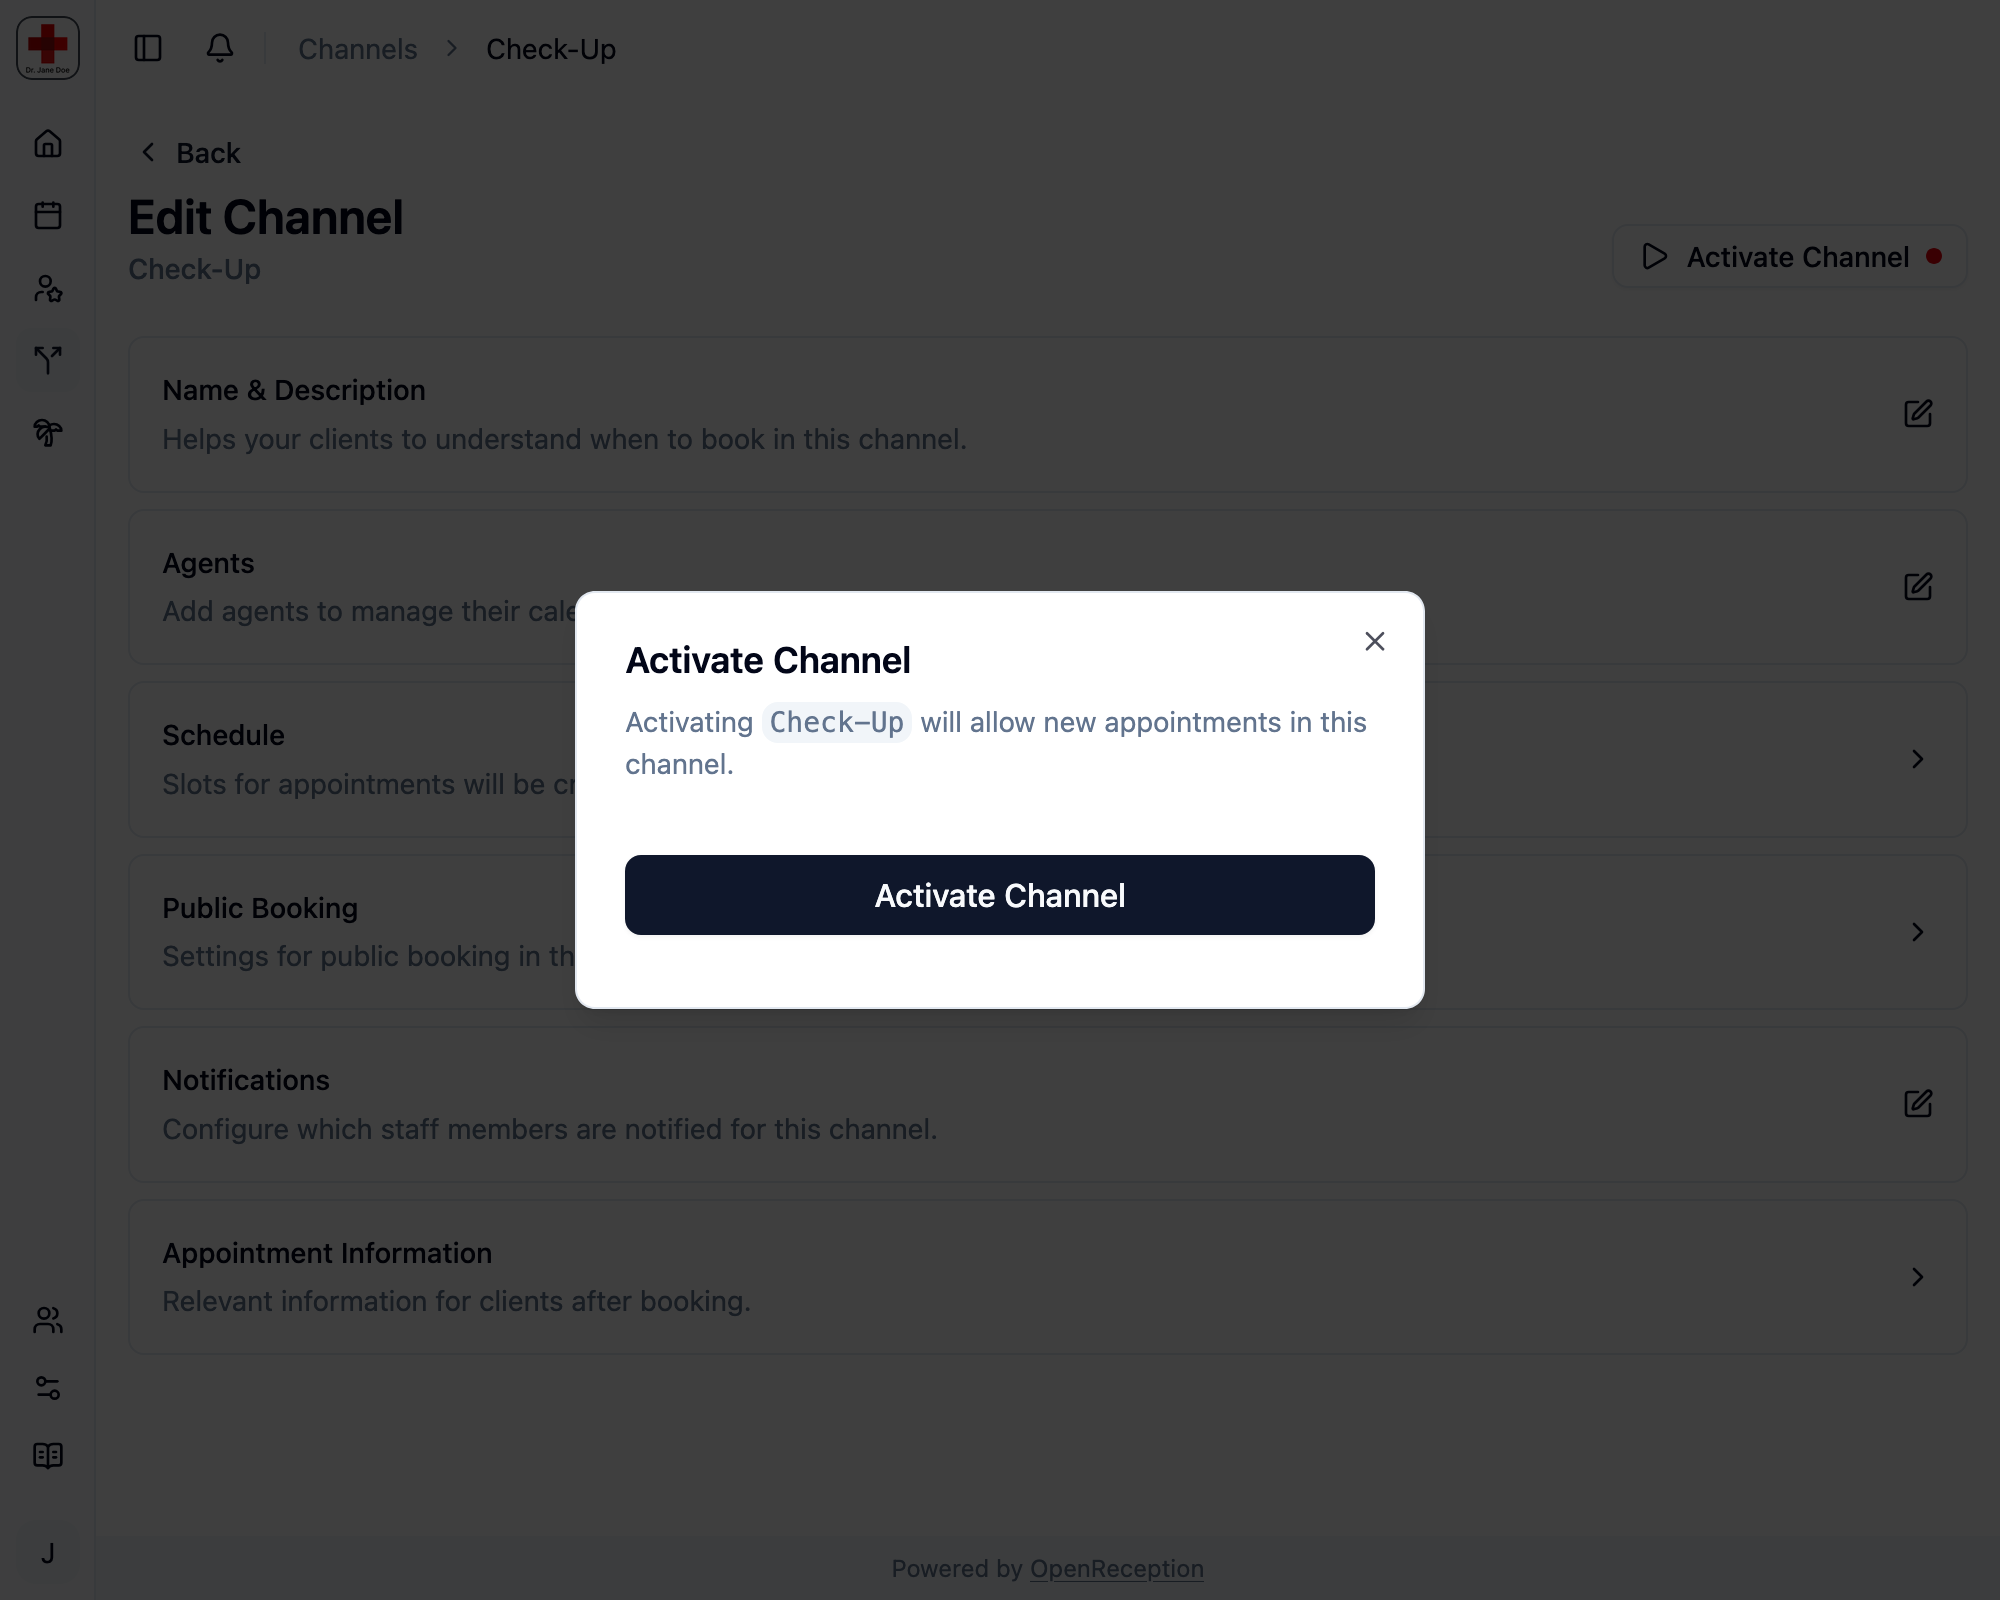 Dr. Jane Doe
Channels
Check-Up
Back
Edit Channel
Check-Up
Activate Channel
Name & Description
Helps your clients to understand when to book in this channel.
Agents
Add agents to manage their
Schedule
Slots for appointments will be
Public Booking
Settings for public booking in
Activate Channel
Activating Check-Up will allow new appointments in this
channel.
Activate Channel
Notifications
Configure which staff members are notified for this channel.
Appointment Information
Relevant information for clients after booking.
J
Powered by OpenReception